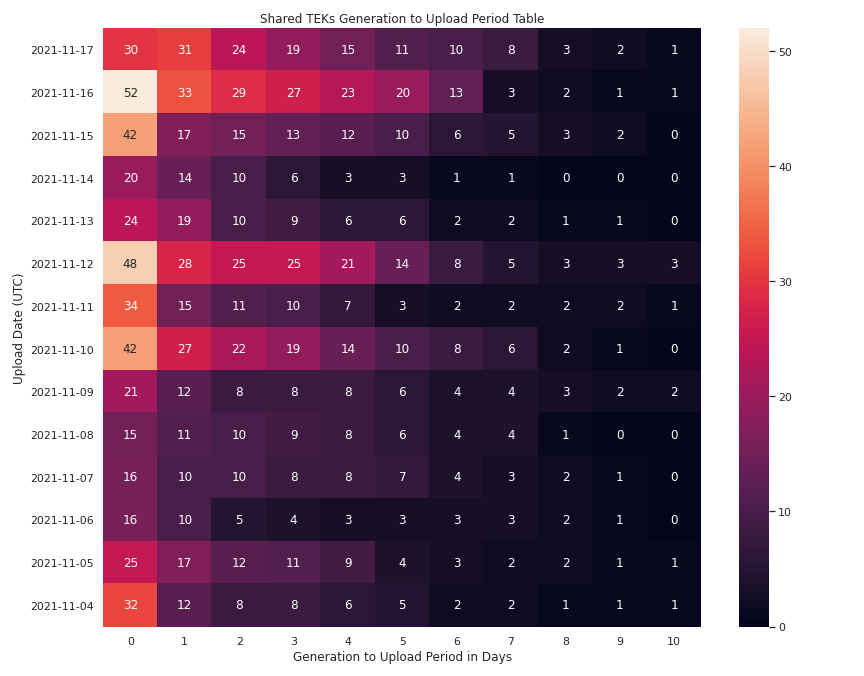 Shared TEKs Generation to Upload Period Table
Upload Date (UTC)
2021-11-17 30 31 24 19 15 11 10 8 3 2 1
2021-11-16 52 33 29 27 23 20 13 3 2 1 1
2021-11-15 42 17 15 13 12 10 6 5 3 2 0
2021-11-14 20 14 10 6 3 3 1 1 0 0 0
2021-11-13 24 19 10 9 6 6 2 2 1 1 0
2021-11-12 48 28 25 25 21 14 8 5 3 3 3
2021-11-11 34 15 11 10 7 3 2 2 2 2 1
2021-11-10 42 27 22 19 14 10 8 6 2 1 0
2021-11-09 21 12 8 8 8 6 4 4 3 2 2
2021-11-08 15 11 10 9 8 6 4 4 1 0 0
2021-11-07 16 10 10 8 8 7 4 3 2 1 0
2021-11-06 16 10 5 4 3 3 3 3 2 1 0
2021-11-05 25 17 12 11 9 4 3 2 2 1 1
2021-11-04 32 12 8 8 6 5 2 2 1 1 1
0 1 2 3 4 5 6 7 8 9 10
Generation to Upload Period in Days
50
40
30
20
10
0